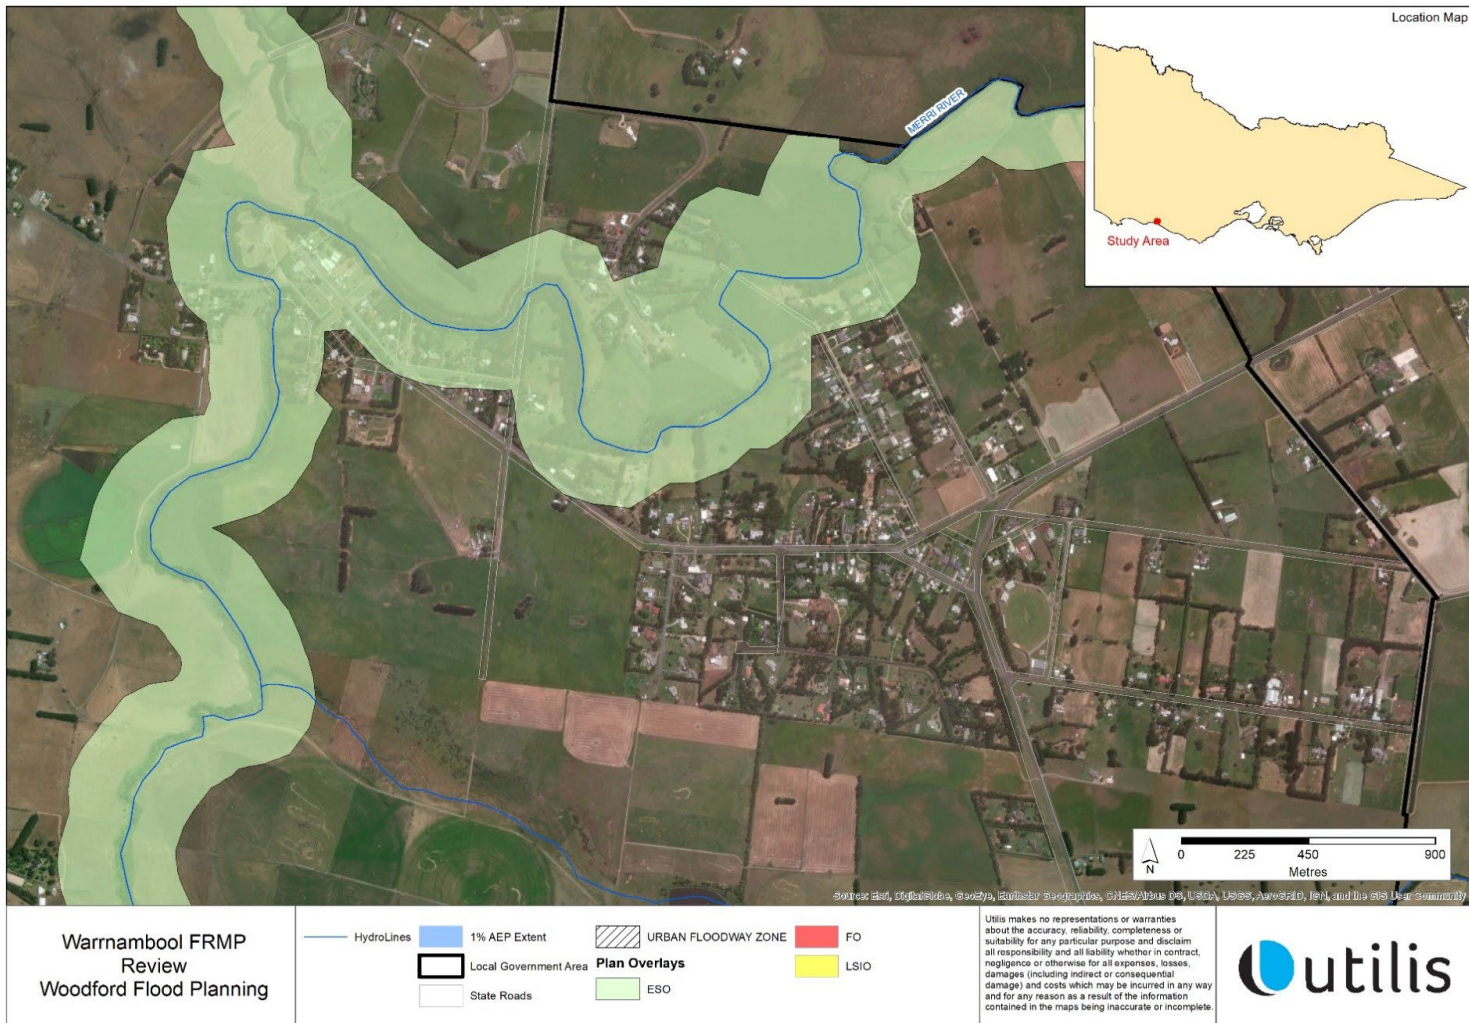 Location Map
MERRI RIVER
Study Area
N
0 225 450 900
Metres
Source: Esri, DigitalGlobe, GeoEye, Earthstar Geographics, CNES/Airbus DS, USDA, USGS, AeroGRID, IGN, and the GIS User Community
Warrnambool FRMP
Review
Woodford Flood Planning
HydroLines
1% AEP Extent
Local Government Area
State Roads
URBAN FLOODWAY ZONE
Plan Overlays
ESO
FO
LSIO
Utilis makes no representations or warranties
about the accuracy, reliability, completeness or
suitability for any particular purpose and disclaim
all responsibility and all liability whether in contract,
negligence or otherwise for all expenses, losses,
damages (including indirect or consequential
damage) and costs which may be incurred in any way
and for any reason as a result of the information
contained in the maps being inaccurate or incomplete.
utilis